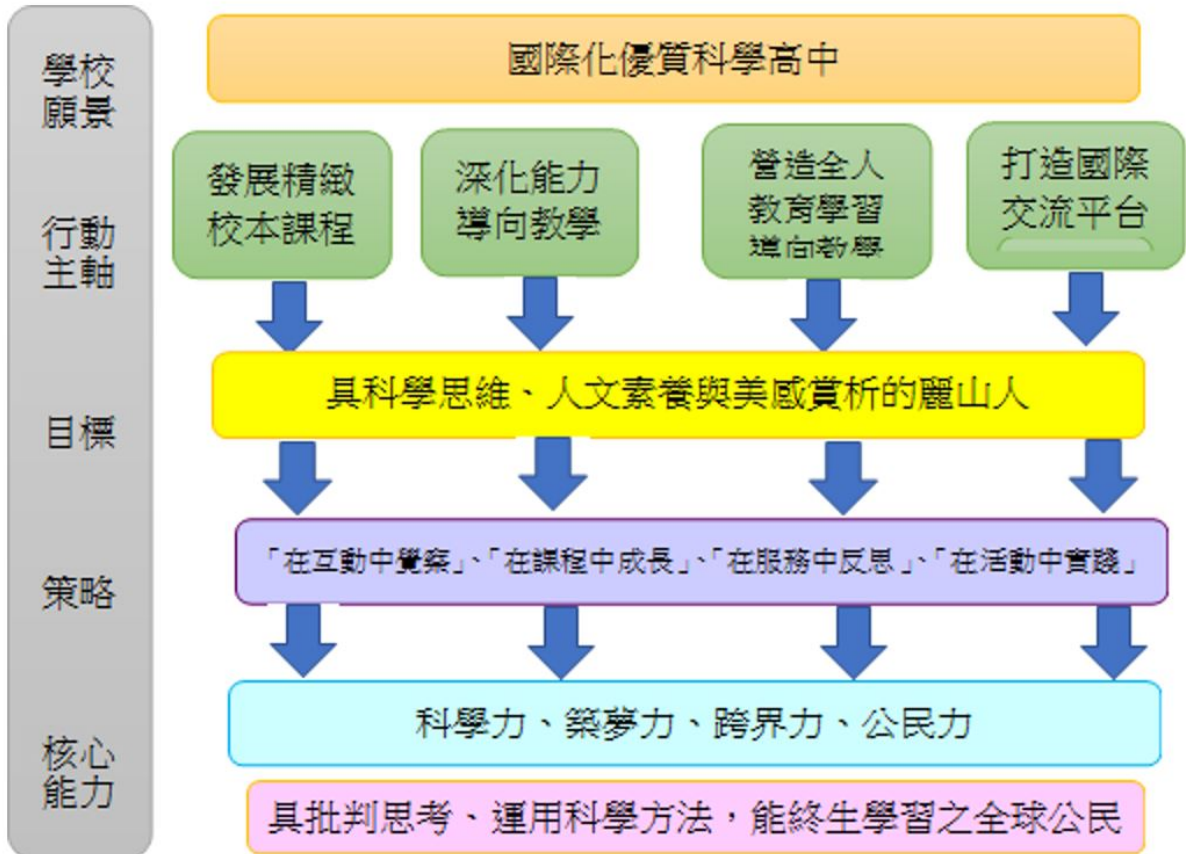 學校
願景
國際化優質科學高中
行動
主軸
發展精緻
校本課程
深化能力
導向教學
營造全人
教育學習
導向教學
打造國際
交流平台
目標
具科學思維、人文素養與美感賞析的麗山人
策略
「在互動中覺察」、「在課程中成長」、「在服務中反思」、「在活動中實踐」
核心
能力
科學力、築夢力、跨界力、公民力
具批判思考、運用科學方法，能終生學習之全球公民